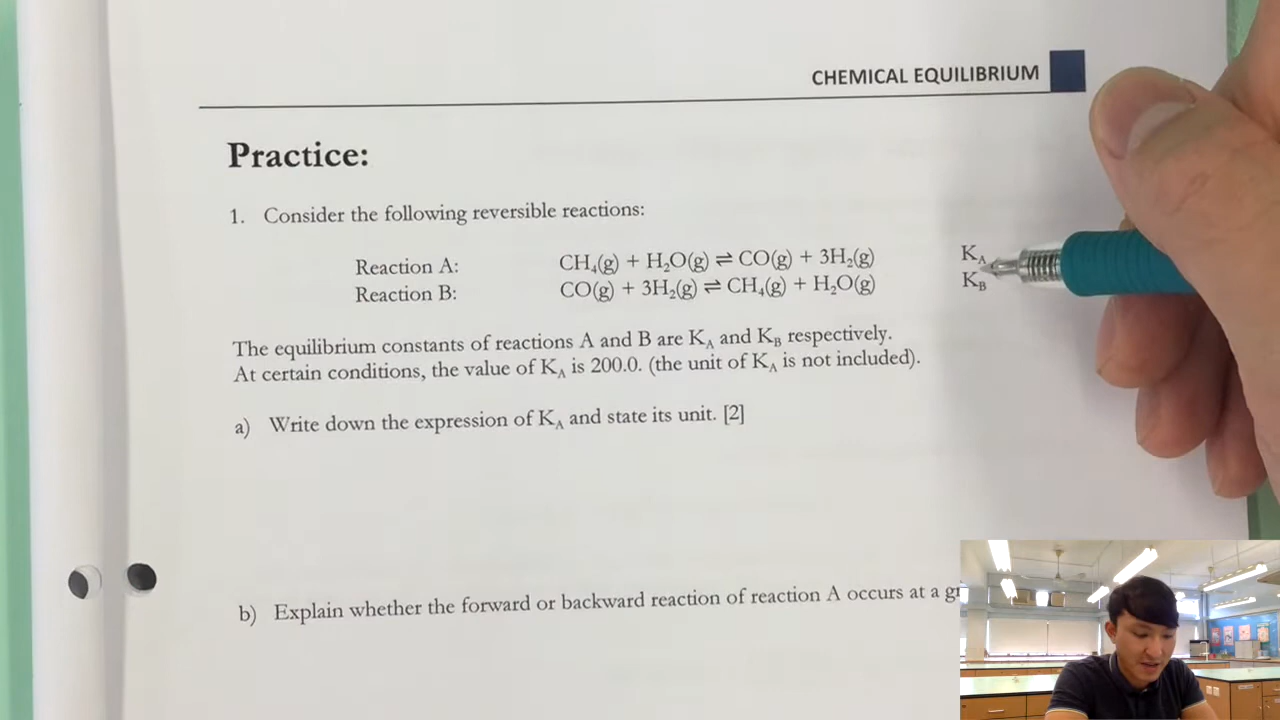 CHEMICAL EQUILIBRIUM
Practice:
1. Consider the following reversible reactions:
Reaction A: CH₄(g) + H₂O(g) ⇌ CO(g) + 3H₂(g) K_A
Reaction B: CO(g) + 3H₂(g) ⇌ CH₄(g) + H₂O(g) K_B
The equilibrium constants of reactions A and B are K_A and K_B respectively.
At certain conditions, the value of K_A is 200.0. (the unit of K_A is not included).
a) Write down the expression of K_A and state its unit. [2]
b) Explain whether the forward or backward reaction of reaction A occurs at a